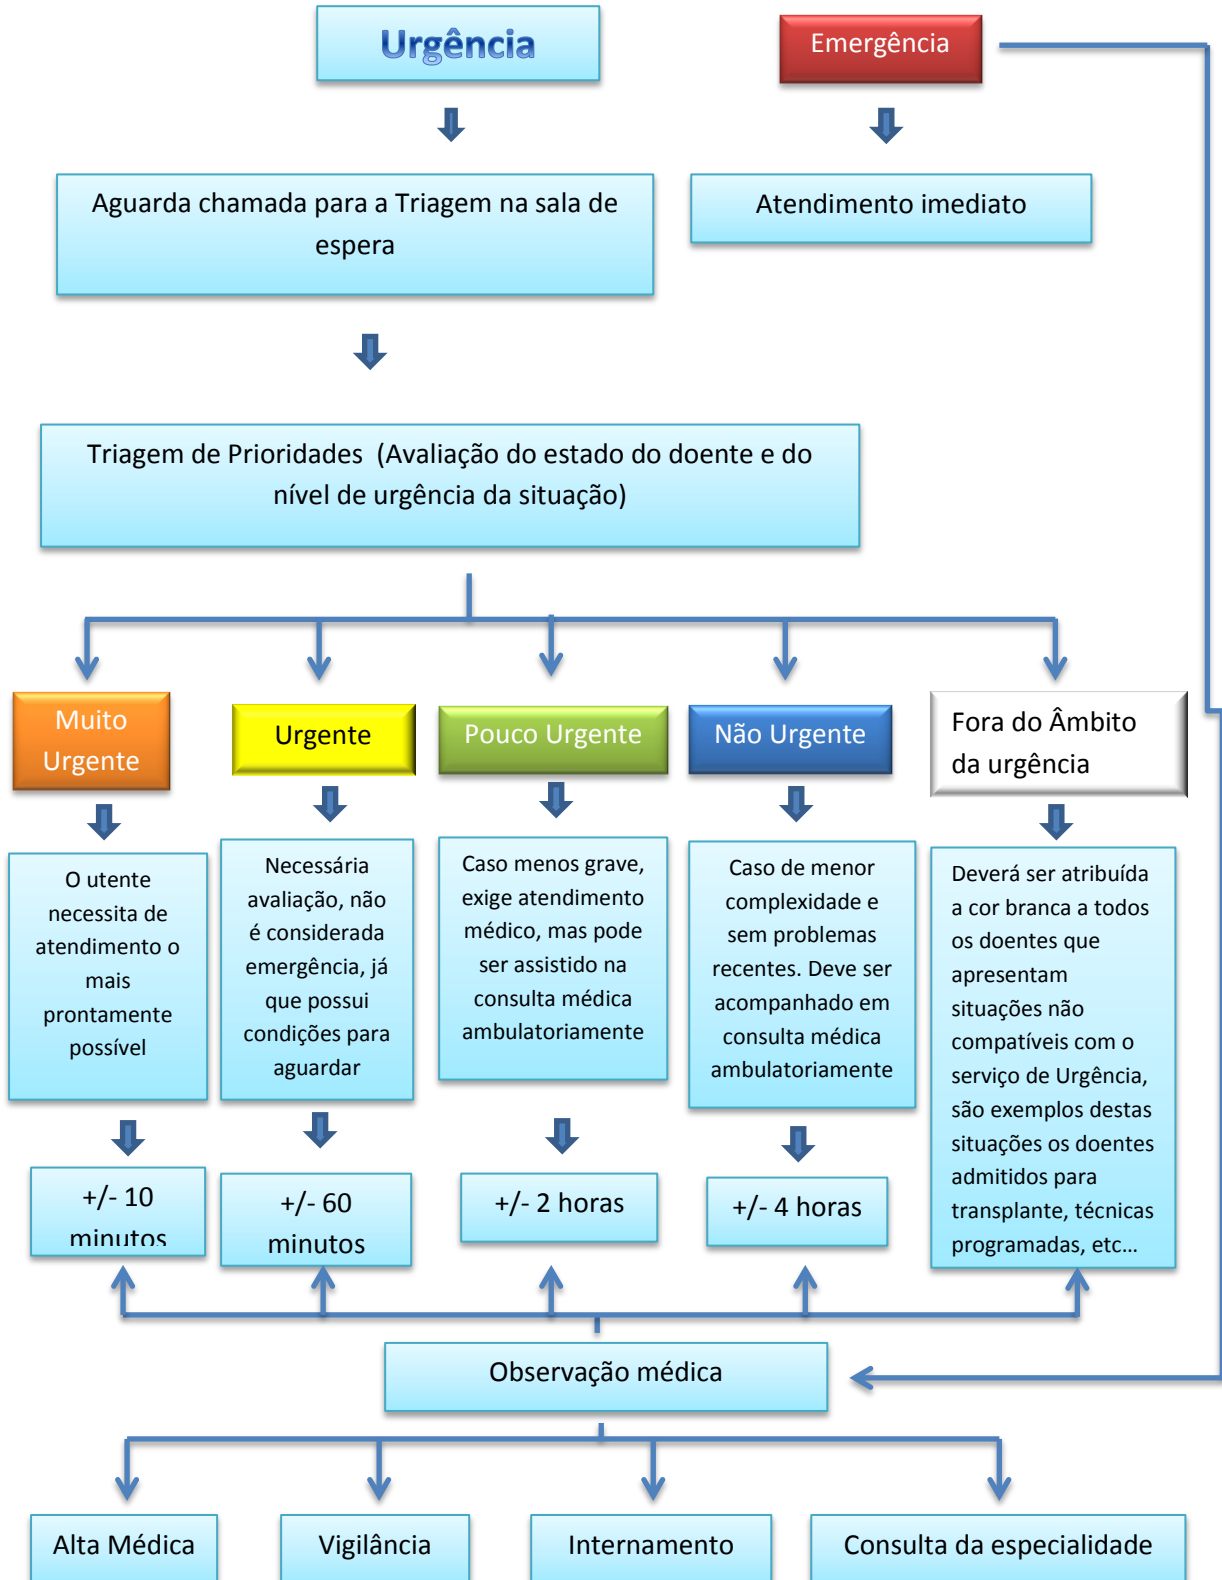 Urgência
Emergência
Aguarda chamada para a Triagem na sala de
espera
Atendimento imediato
Triagem de Prioridades  (Avaliação do estado do doente e do
nível de urgência da situação)
Muito
Urgente
Urgente
Pouco Urgente
Não Urgente
Fora do Âmbito
da urgência
O utente
necessita de
atendimento o
mais
prontamente
possível
Necessária
avaliação, não
é considerada
emergência, já
que possui
condições para
aguardar
Caso menos grave,
exige atendimento
médico, mas pode
ser assistido na
consulta médica
ambulatoriamente
Caso de menor
complexidade e
sem problemas
recentes. Deve ser
acompanhado em
consulta médica
ambulatoriamente
Deverá ser atribuída
a cor branca a todos
os doentes que
apresentam
situações não
compatíveis com o
serviço de Urgência,
são exemplos destas
situações os doentes
admitidos para
transplante, técnicas
programadas, etc...
+/- 10
minutos
+/- 60
minutos
+/- 2 horas
+/- 4 horas
Observação médica
Alta Médica
Vigilância
Internamento
Consulta da especialidade